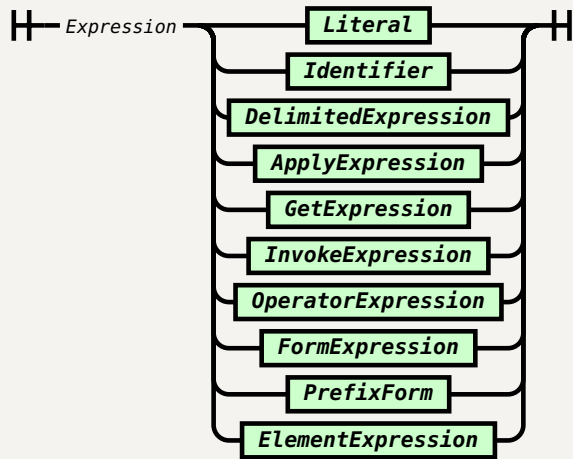 Expression
Literal
Identifier
DelimitedExpression
ApplyExpression
GetExpression
InvokeExpression
OperatorExpression
FormExpression
PrefixForm
ElementExpression